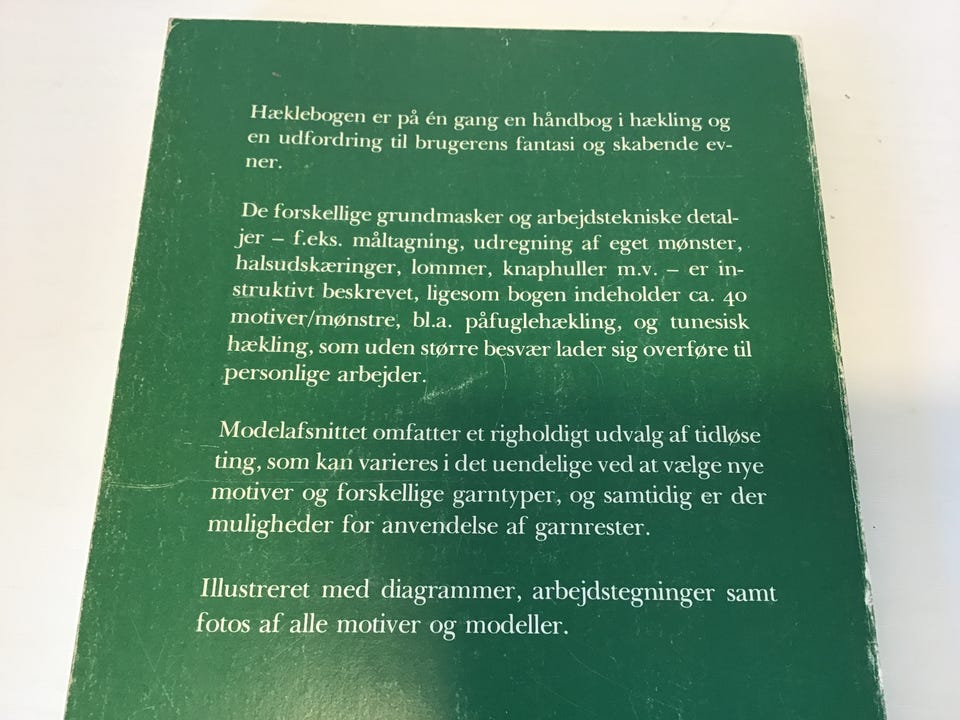 Hæklebogen er på én gang en håndbog i hækling og
en udfordring til brugerens fantasi og skabende ev-
ner.
De forskellige grundmasker og arbejdstekniske detal-
jer – f.eks. måltagning, udregning af eget mønster,
halsudskæringer, lommer, knaphuller m.v. – er in-
struktivt beskrevet, ligesom bogen indeholder ca. 40
motiver/mønstre, bl.a. påfuglehækling, og tunesisk
hækling, som uden større besvær lader sig overføre til
personlige arbejder.
Modelafsnittet omfatter et righoldigt udvalg af tidløse
ting, som kan varieres i det uendelige ved at vælge nye
motiver og forskellige garntyper, og samtidig er der
muligheder for anvendelse af garnrester.
Illustreret med diagrammer, arbejdstegninger samt
fotos af alle motiver og modeller.